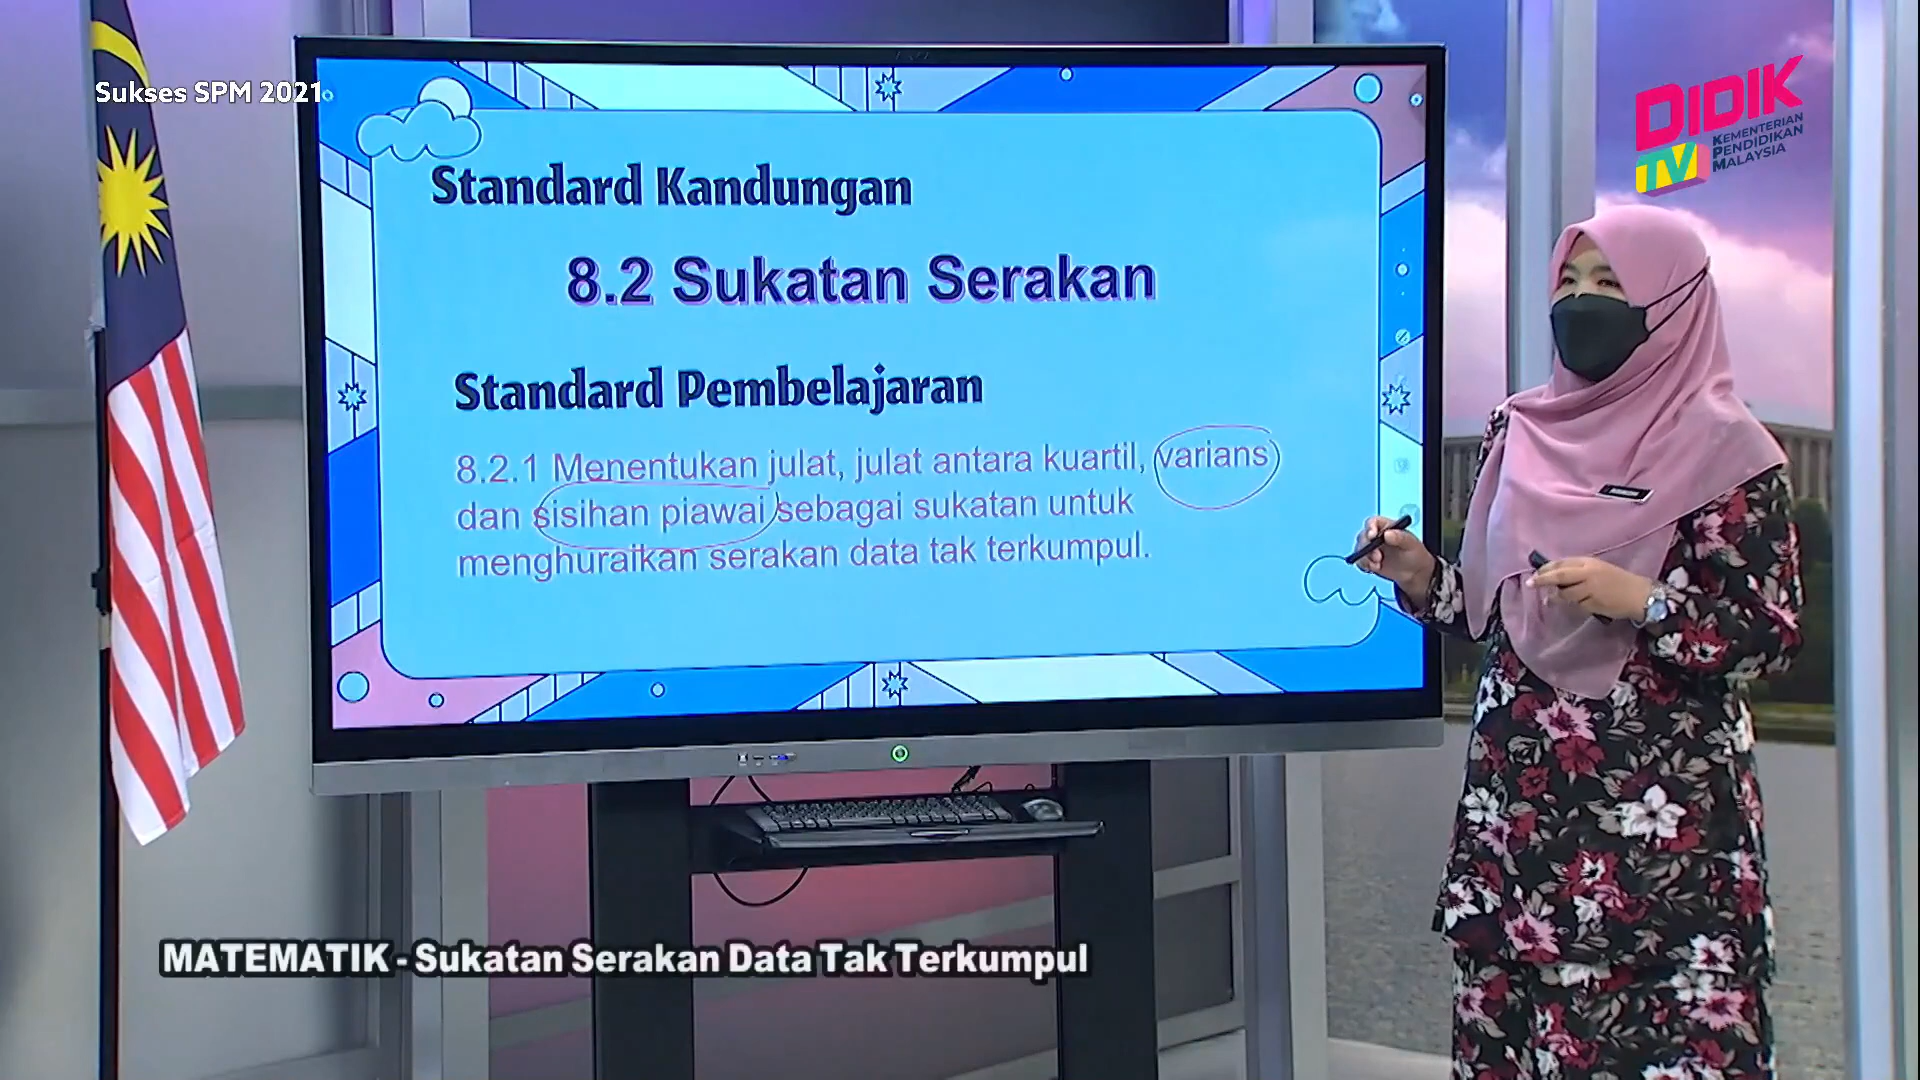 Sukses SPM 2021
DIDIK
TV
KEMENTERIAN
PENDIDIKAN
MALAYSIA
Standard Kandungan
8.2 Sukatan Serakan
Standard Pembelajaran
8.2.1 Menentukan julat, julat antara kuartil, varians
dan sisihan piawai sebagai sukatan untuk
menghuraikan serakan data tak terkumpul.
MATEMATIK - Sukatan Serakan Data Tak Terkumpul